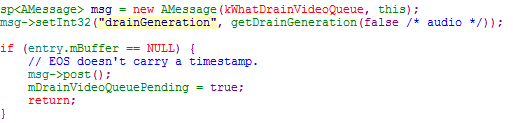 sp<AMessage> msg = new AMessage(kWhatDrainVideoQueue, this);
msg->setInt32("drainGeneration", getDrainGeneration(false /* audio */));
if (entry.mBuffer == NULL) {
// EOS doesn't carry a timestamp.
msg->post();
mDrainVideoQueuePending = true;
return;
}